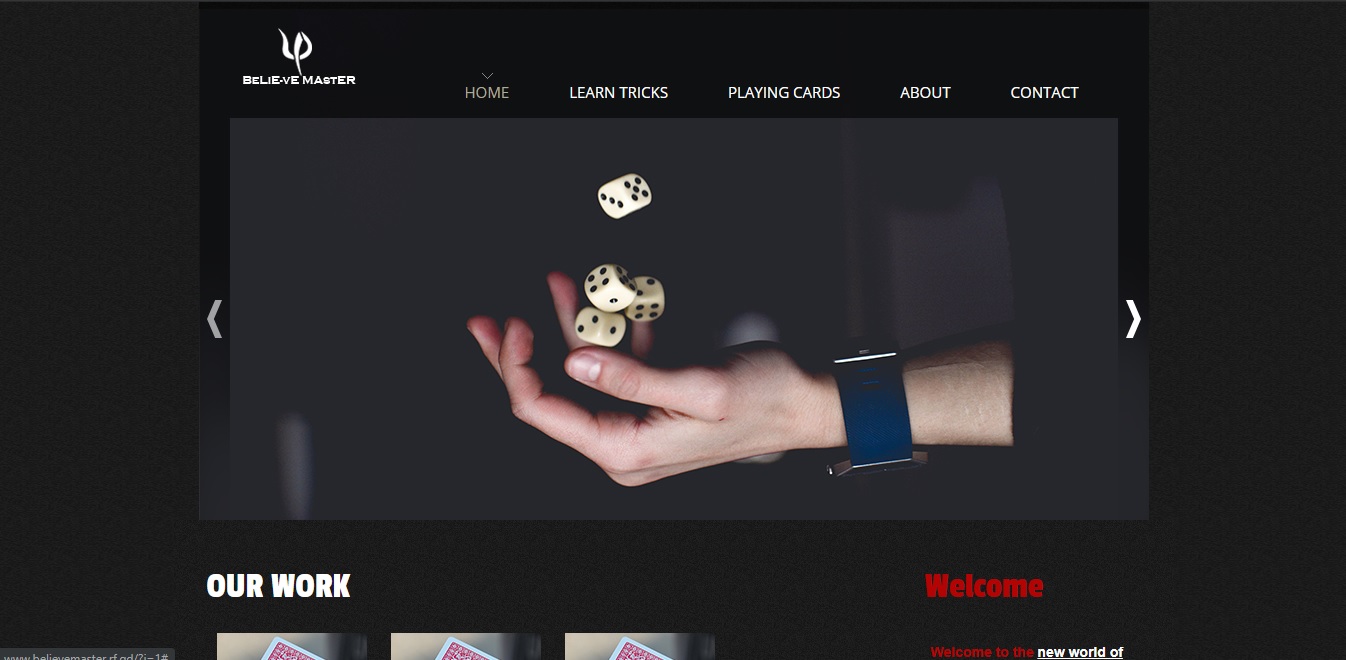 BeLiE-vE MAstER
HOME LEARN TRICKS PLAYING CARDS ABOUT CONTACT
OUR WORK Welcome
Welcome to the new world of
www.believemaster.rf.gd/?i=1#